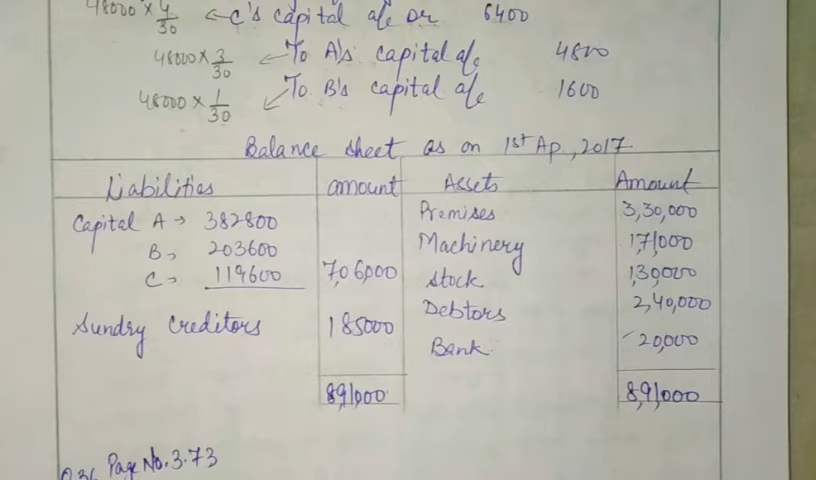 48000 × 4/30 ← C's capital a/c Dr 6400
48000 × 3/30 ← To A's capital a/c 4800
48000 × 1/30 ← To B's capital a/c 1600
Balance sheet as on 1st Ap, 2017
Liabilities amount Assets Amount
Capital A → 382800 Premises 3,30,000
B → 203600 Machinery 1,71,000
C → 119600 7,06,000 Stock 1,30,000
Sundry Creditors 185000 Debtors 2,40,000
Bank 20,000
8,91,000 8,91,000
Q36 Page No. 3.73